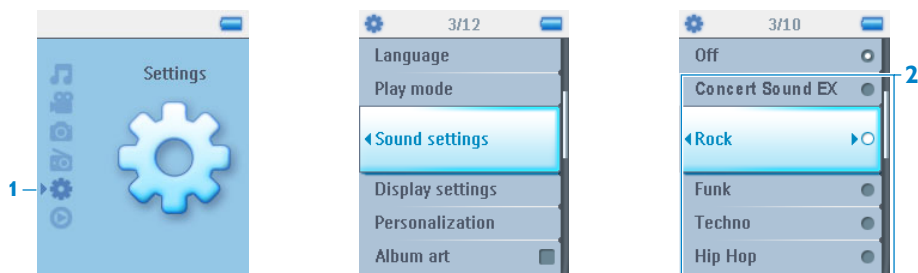 Settings
1
3/12
Language
Play mode
Sound settings
Display settings
Personalization
Album art
3/10
Off
Concert Sound EX
Rock
Funk
Techno
Hip Hop
2